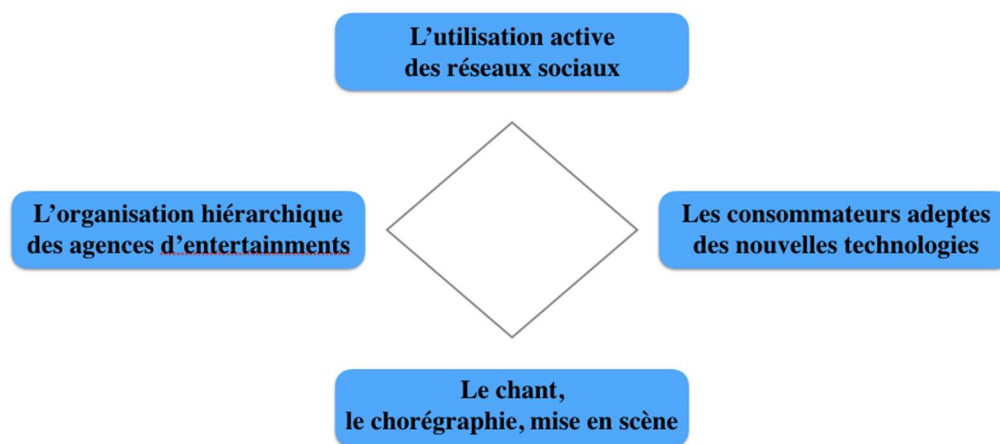 L’utilisation active
des réseaux sociaux
L’organisation hiérarchique
des agences d’entertainments
Les consommateurs adeptes
des nouvelles technologies
Le chant,
le chorégraphie, mise en scène